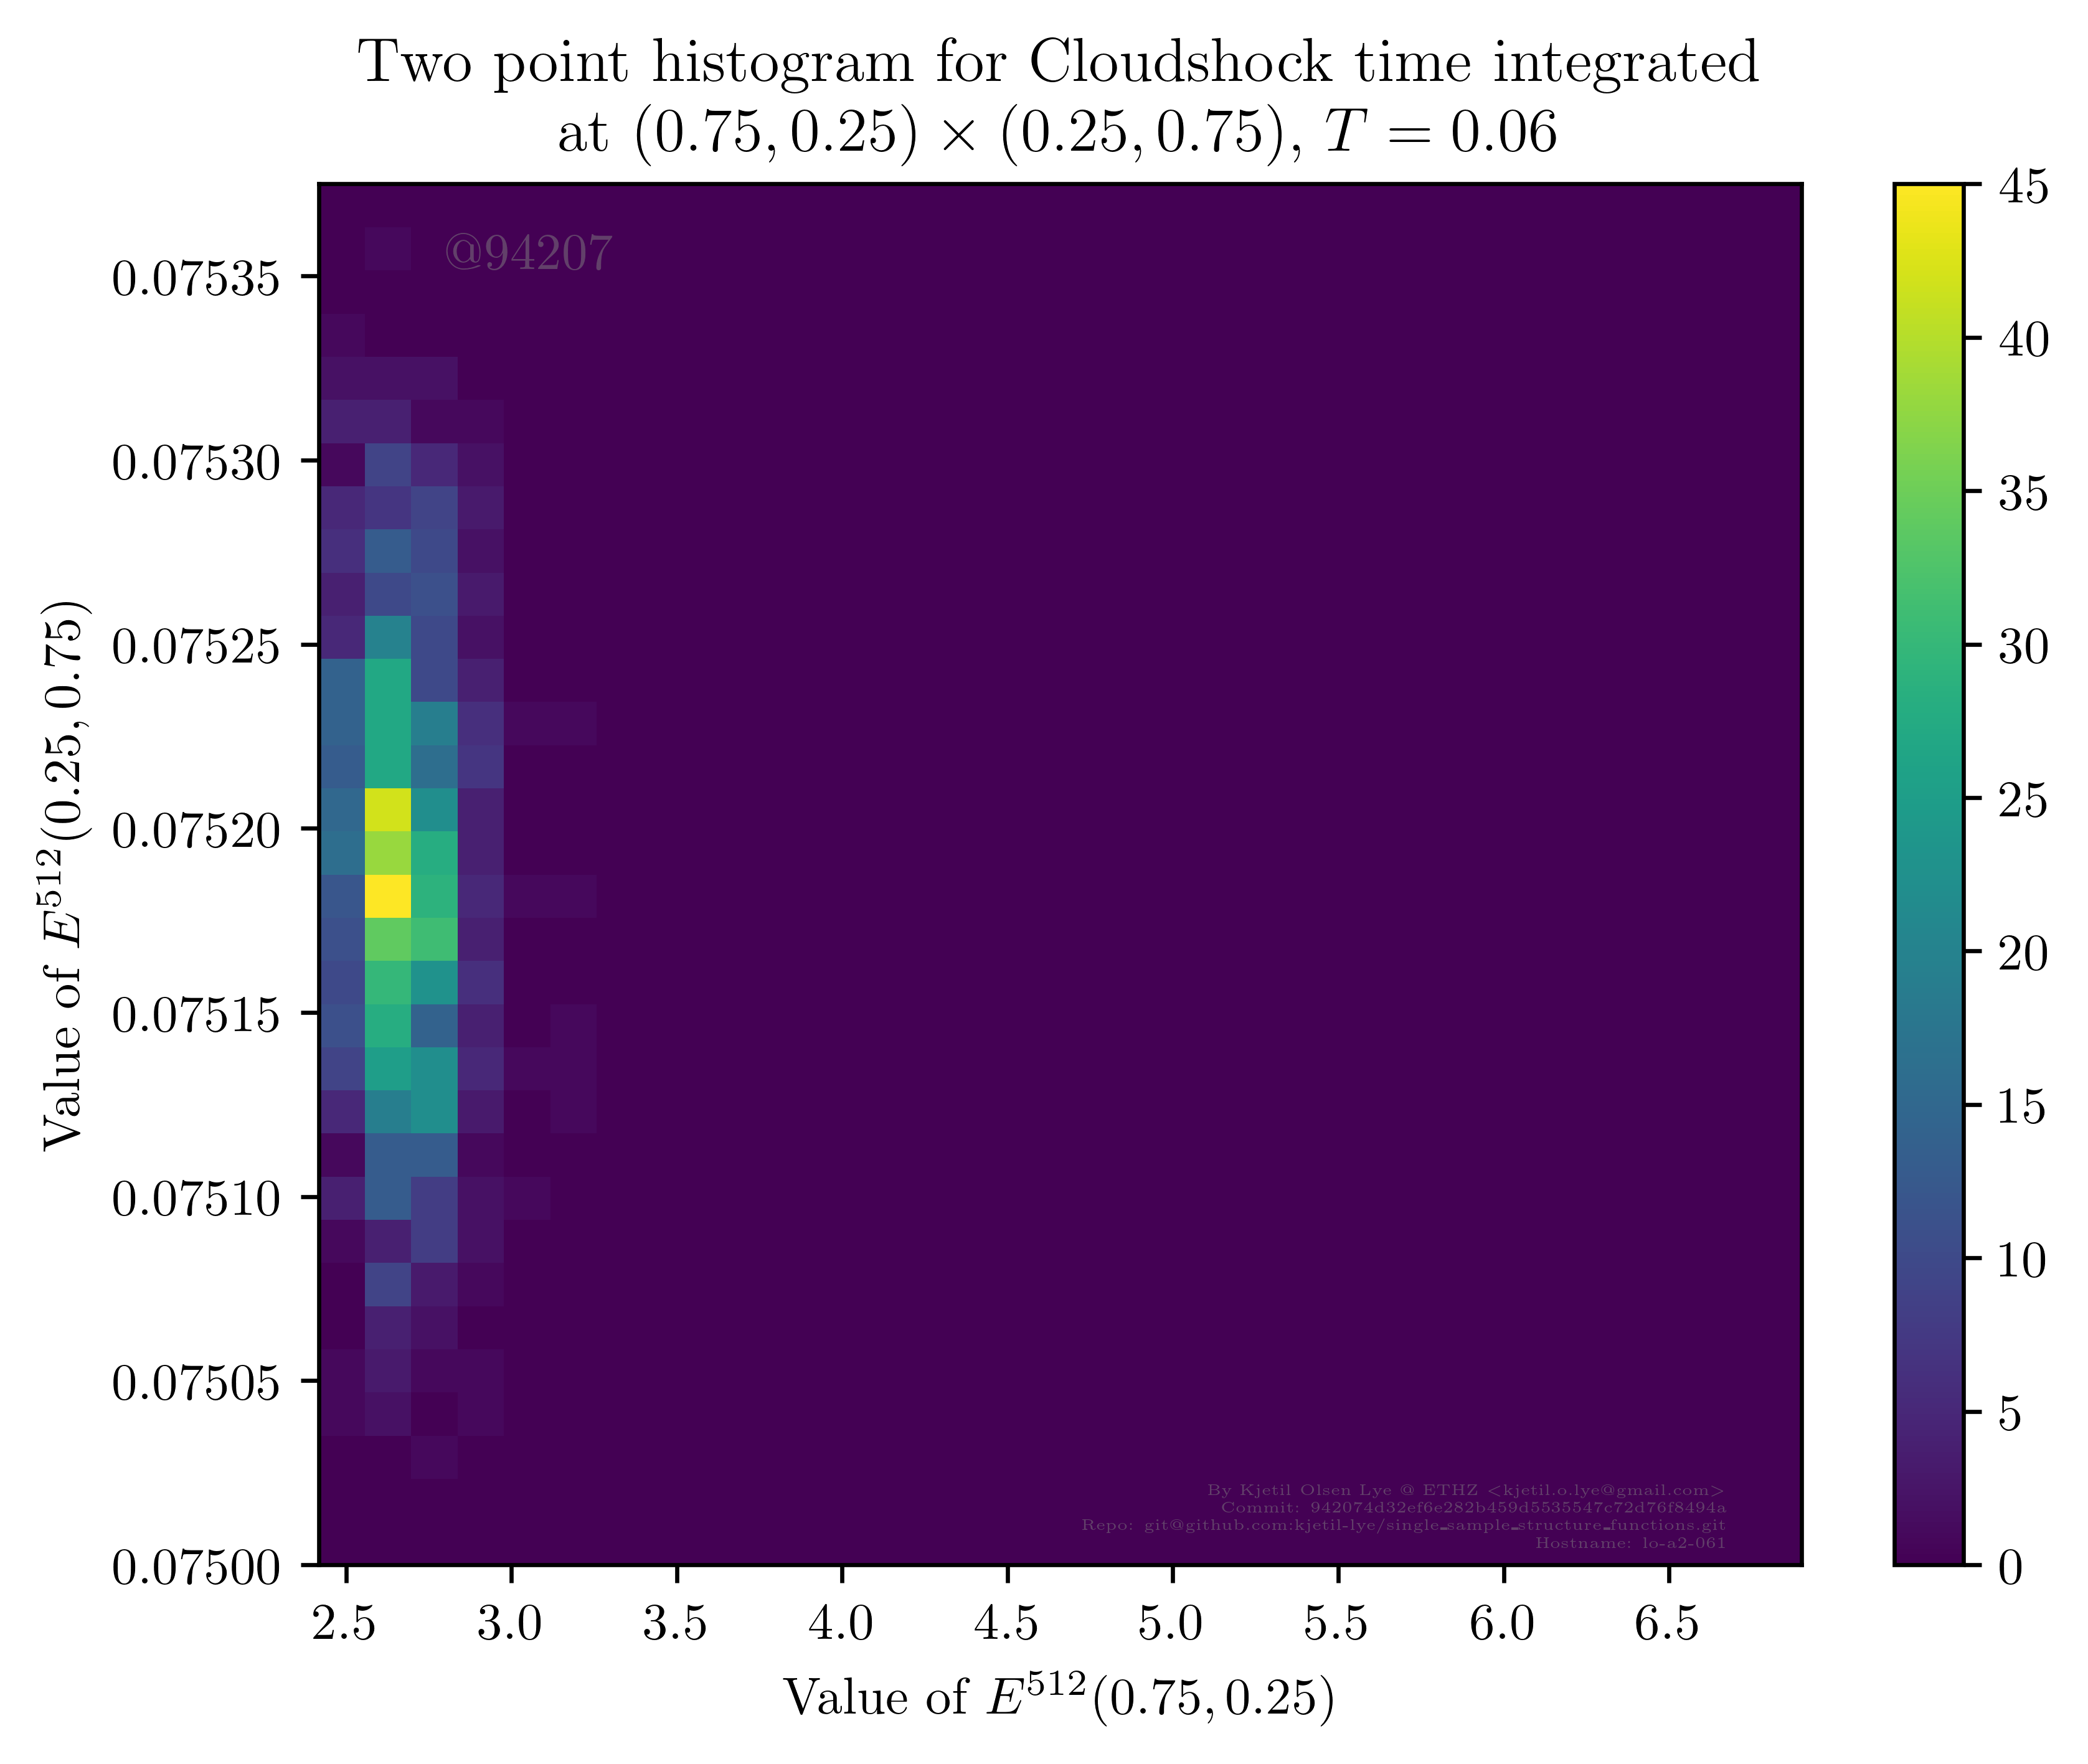 Two point histogram for Cloudshock time integrated
at (0.75, 0.25) × (0.25, 0.75), T = 0.06
@94207
0.07535
0.07530
0.07525
0.07520
0.07515
0.07510
0.07505
0.07500
Value of E^512(0.25, 0.75)
2.5 3.0 3.5 4.0 4.5 5.0 5.5 6.0 6.5
Value of E^512(0.75, 0.25)
45
40
35
30
25
20
15
10
5
0
By Kjetil Olsen Lye @ ETHZ <kjetil.o.lye@gmail.com>
Commit: 942074d32ef6e282b459d5535547c72d76f8494a
Repo: git@github.com:kjetil-lye/single_sample_structure_functions.git
Hostname: lo-a2-061